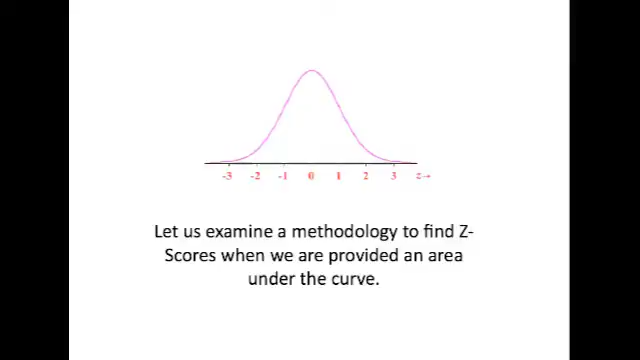 -3 -2 -1 0 1 2 3 z→
Let us examine a methodology to find Z-
Scores when we are provided an area
under the curve.